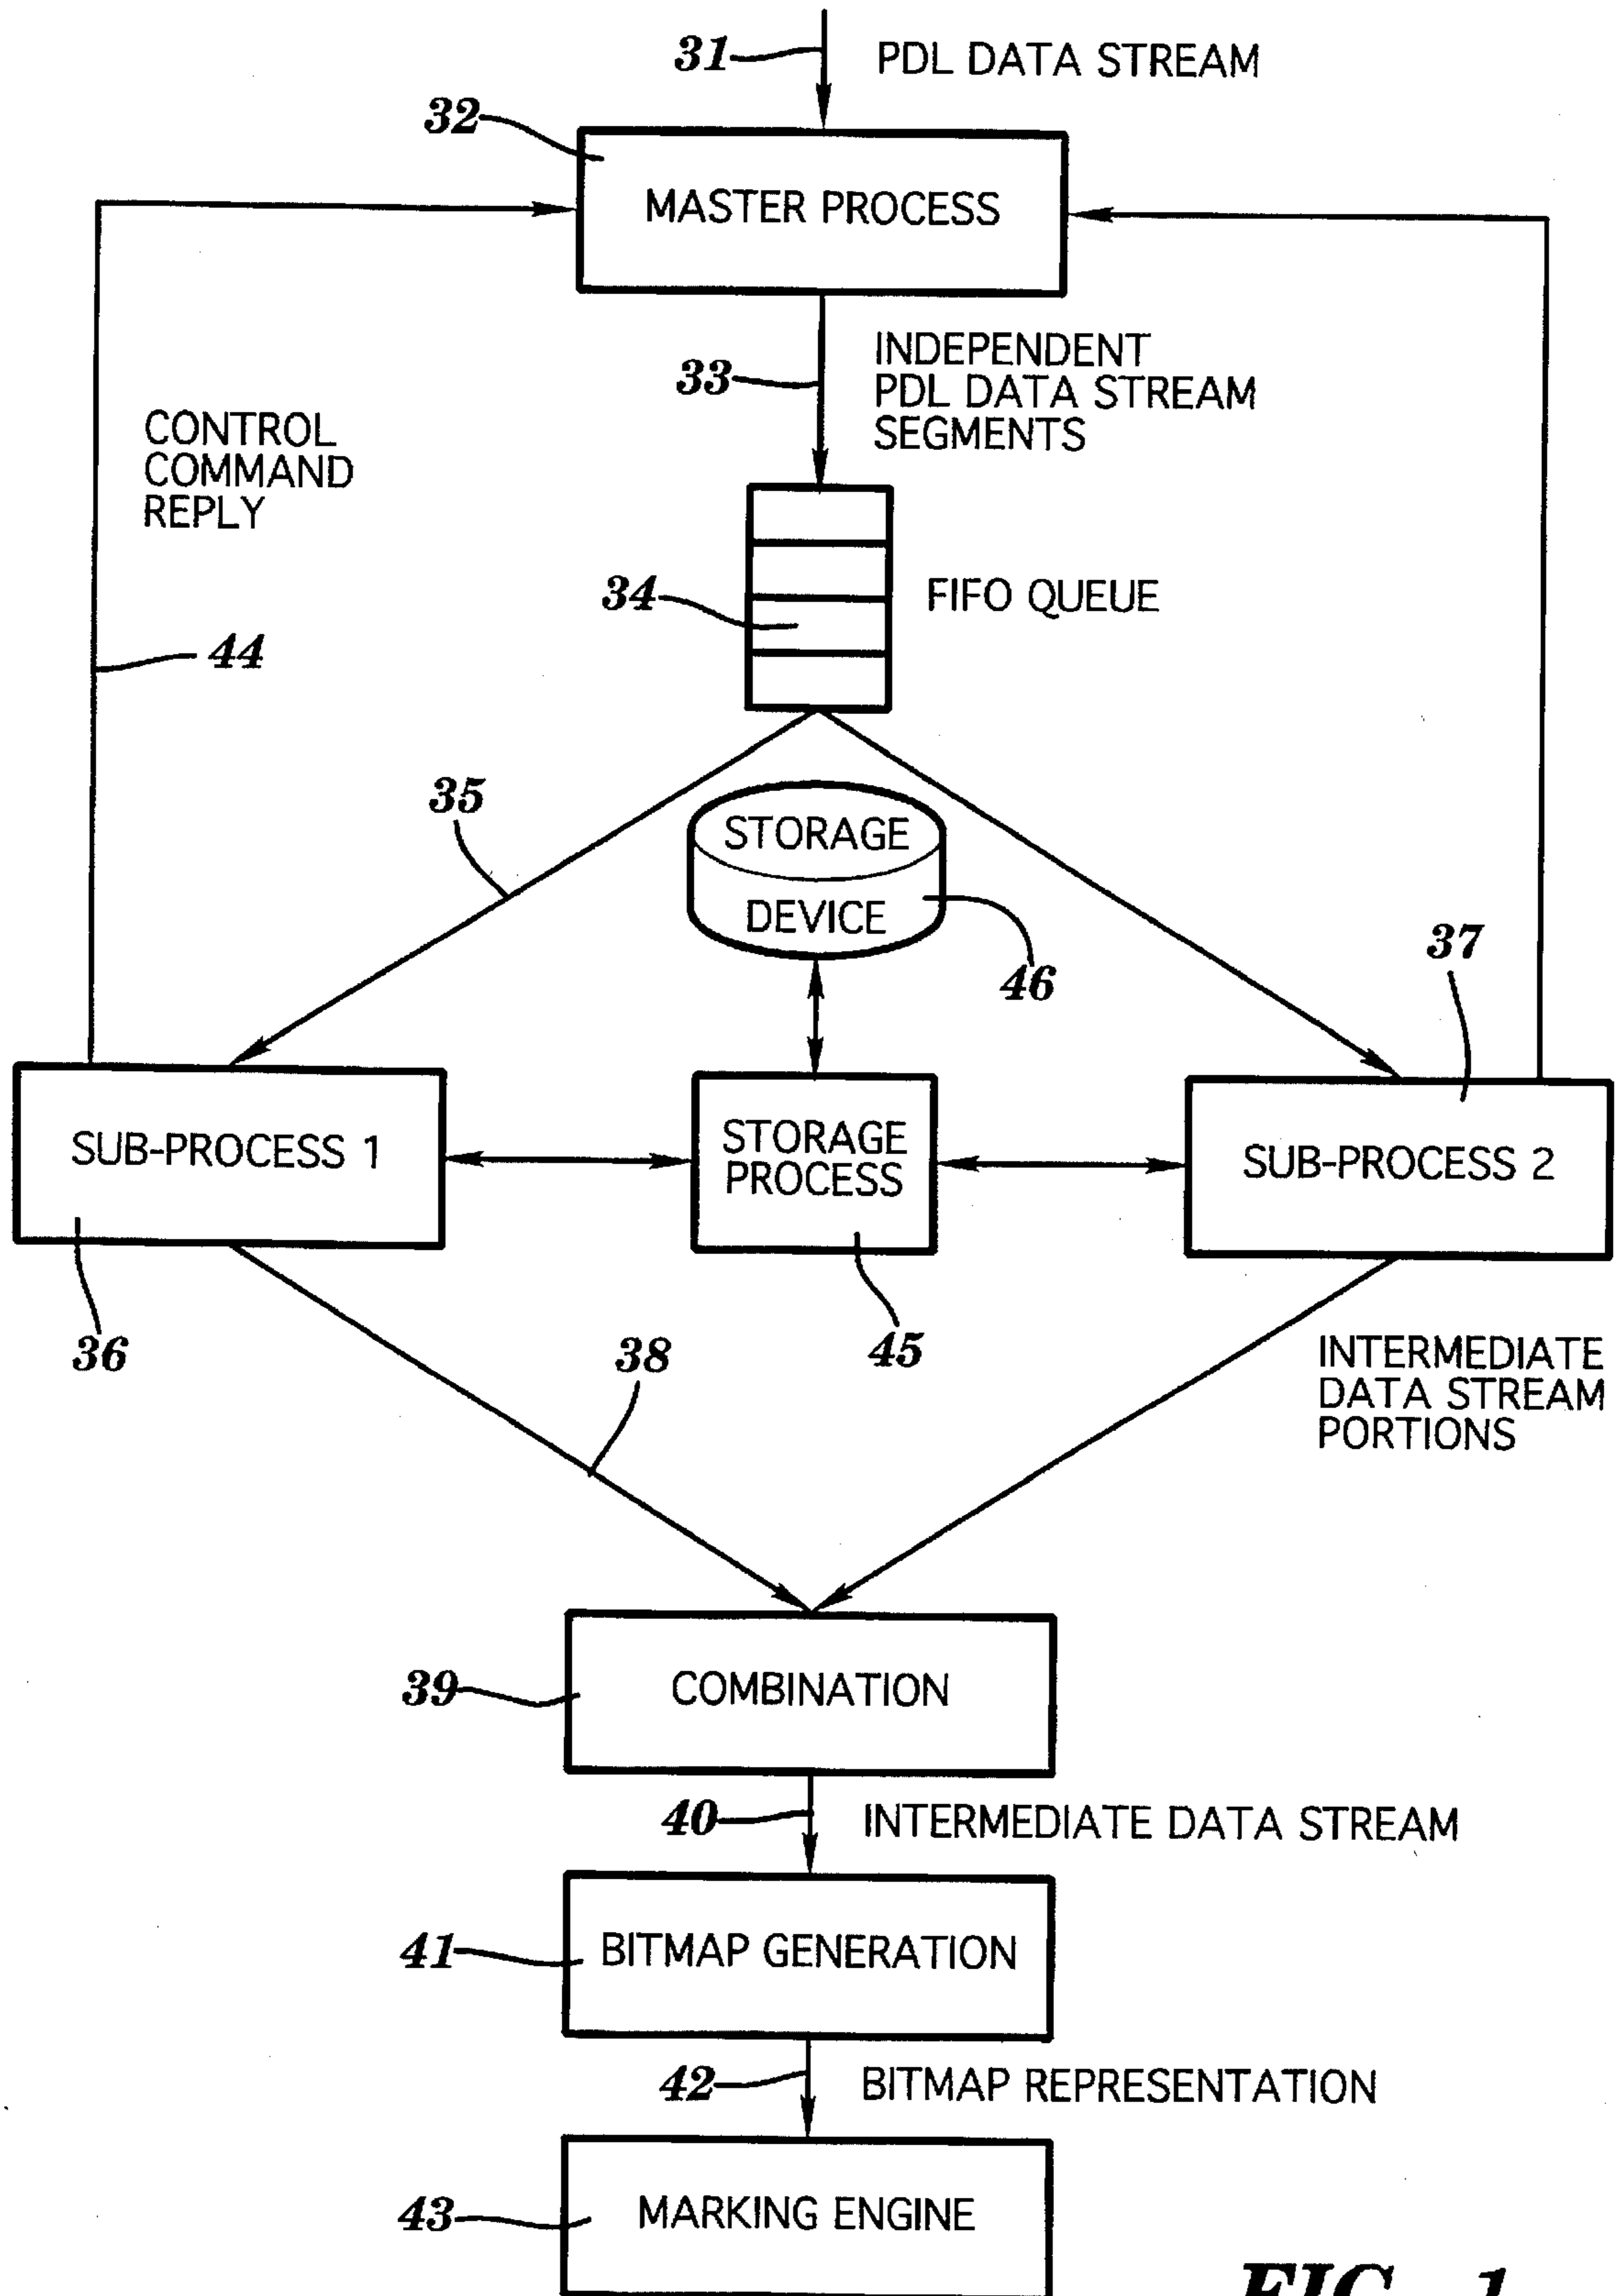 31
PDL DATA STREAM
32
MASTER PROCESS
33
INDEPENDENT
PDL DATA STREAM
SEGMENTS
CONTROL
COMMAND
REPLY
34
FIFO QUEUE
44
35
STORAGE
DEVICE
46
37
SUB-PROCESS 1
STORAGE
PROCESS
SUB-PROCESS 2
36
38
45
INTERMEDIATE
DATA STREAM
PORTIONS
39
COMBINATION
40
INTERMEDIATE DATA STREAM
41
BITMAP GENERATION
42
BITMAP REPRESENTATION
43
MARKING ENGINE
FIG. 1